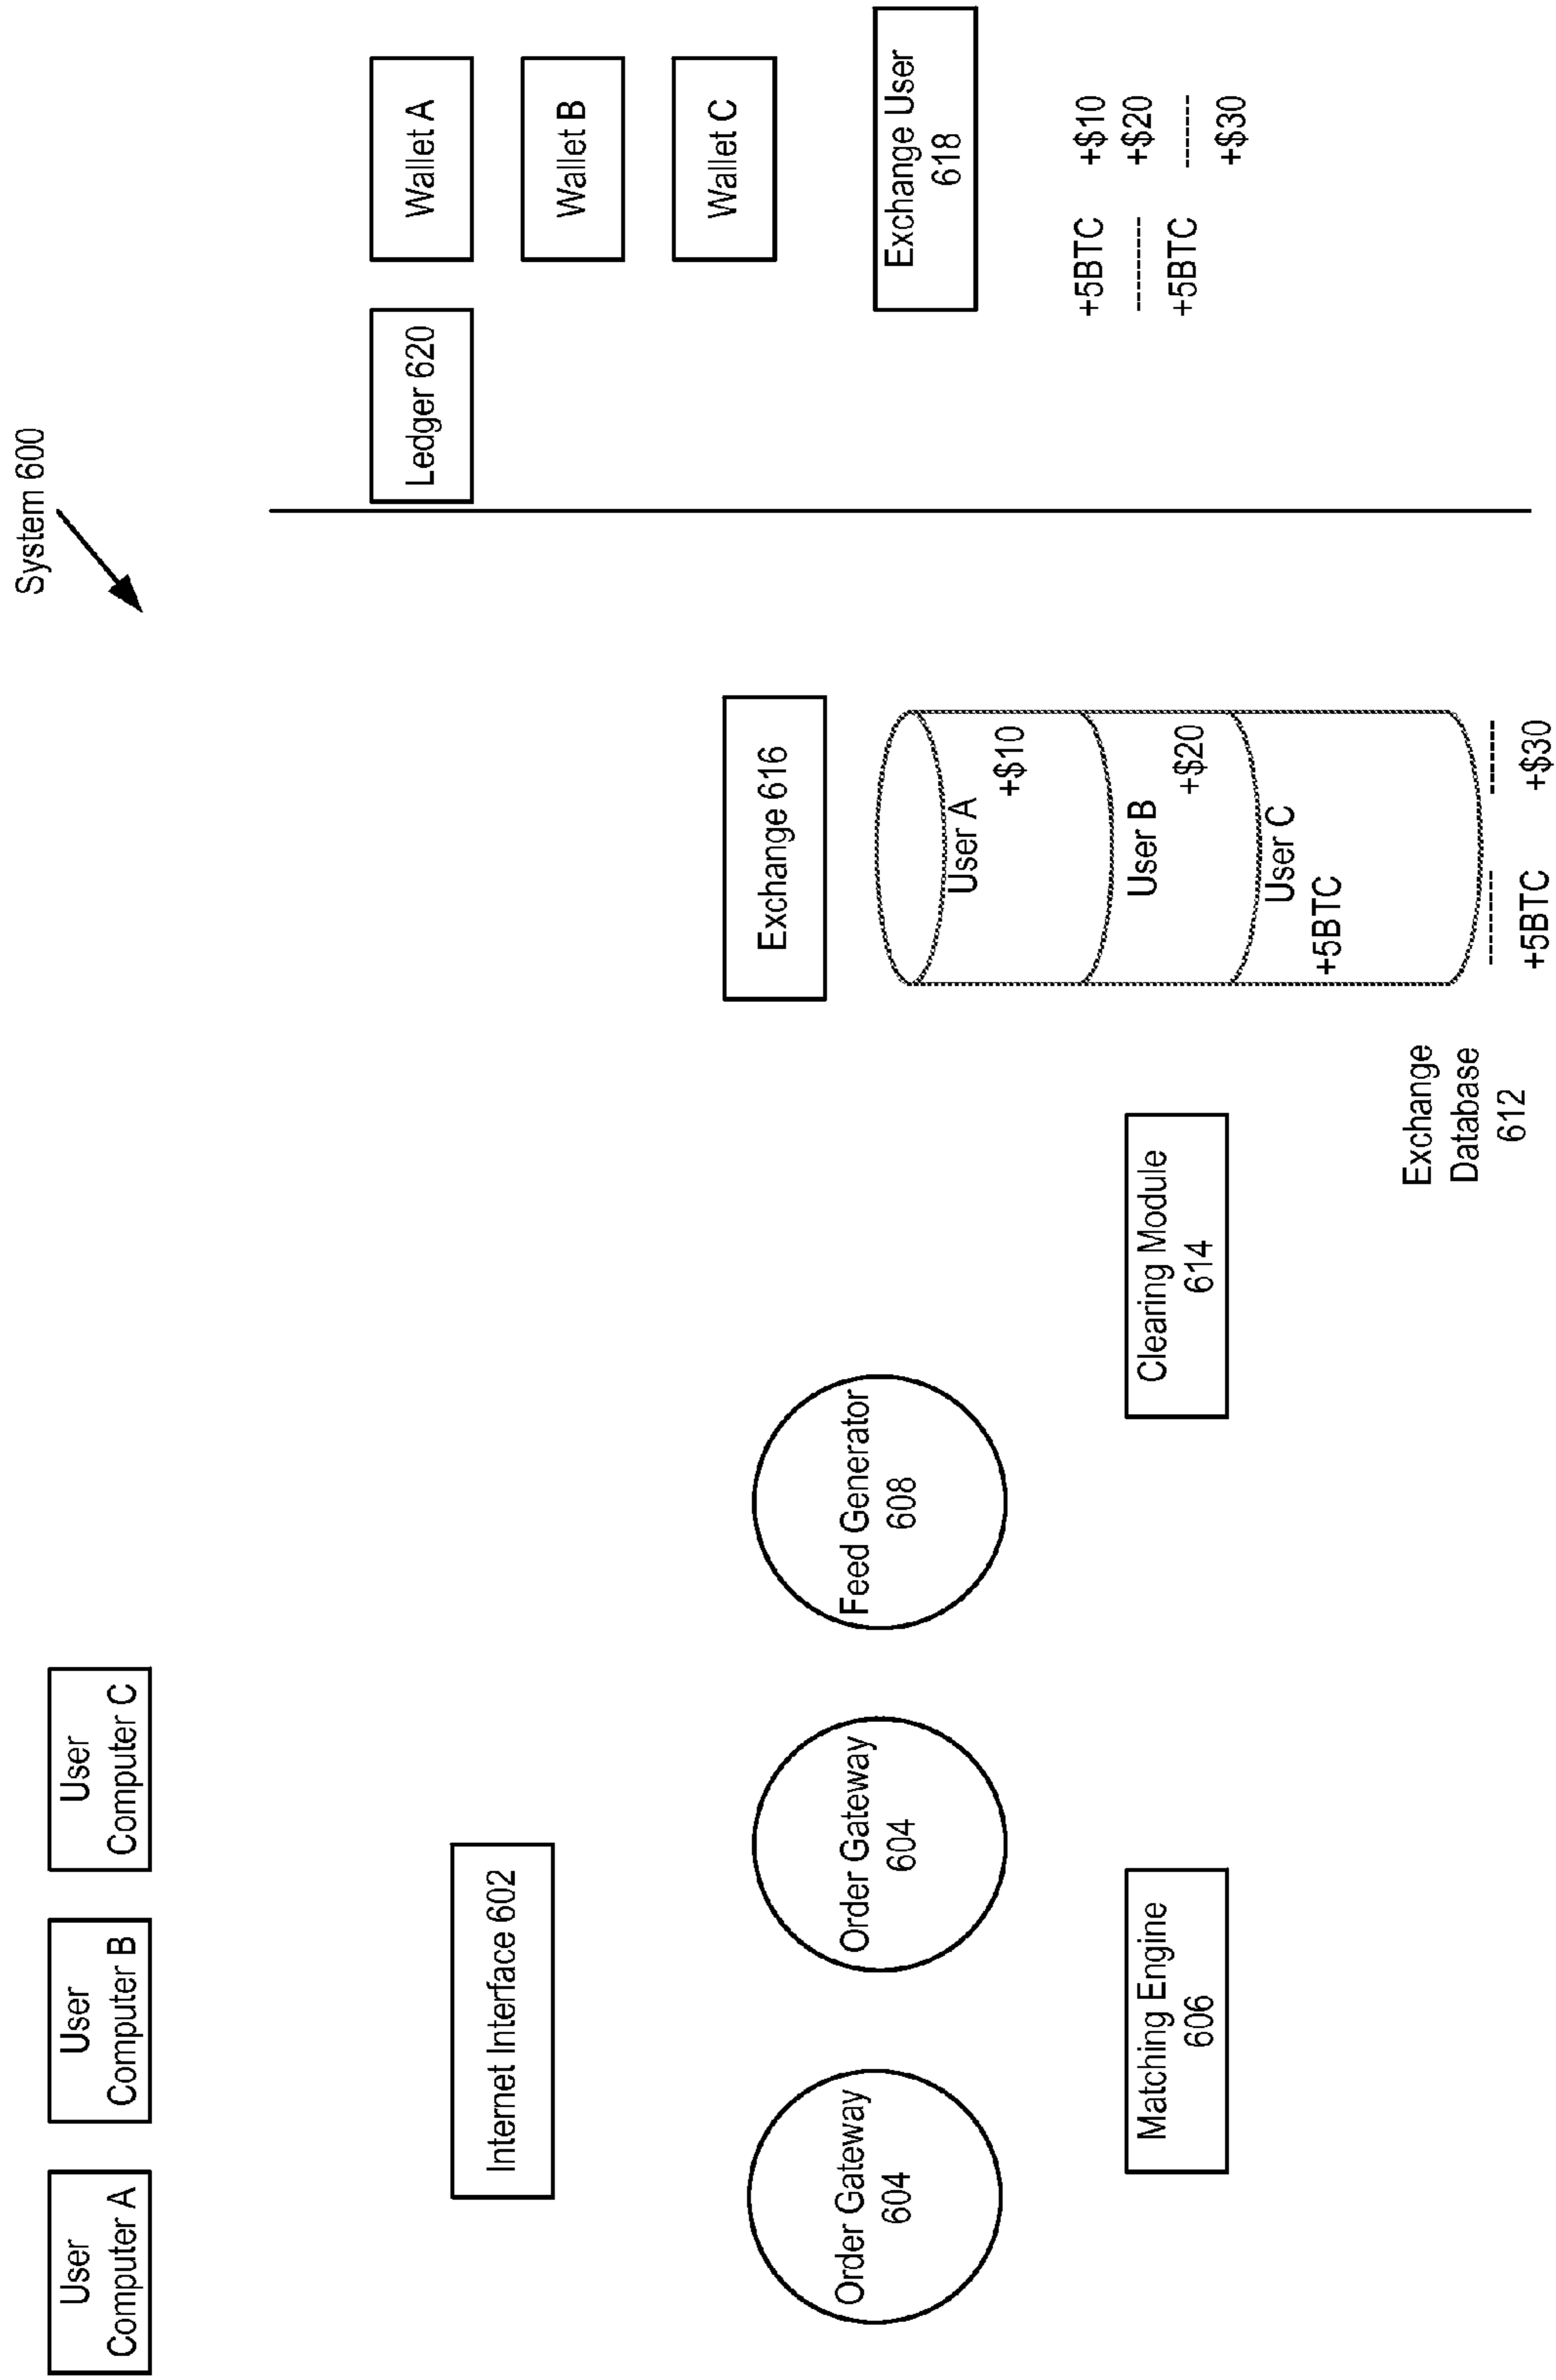 System 600
User
Computer A
User
Computer B
User
Computer C
Internet Interface 602
Order Gateway
604
Order Gateway
604
Feed Generator
608
Matching Engine
606
Clearing Module
614
Exchange 616
User A
+$10
User B
+$20
User C
+5BTC
+5BTC +$30
Exchange
Database
612
Ledger 620
Wallet A
Wallet B
Wallet C
Exchange User
618
+5BTC +$10
+$20
+5BTC
+$30